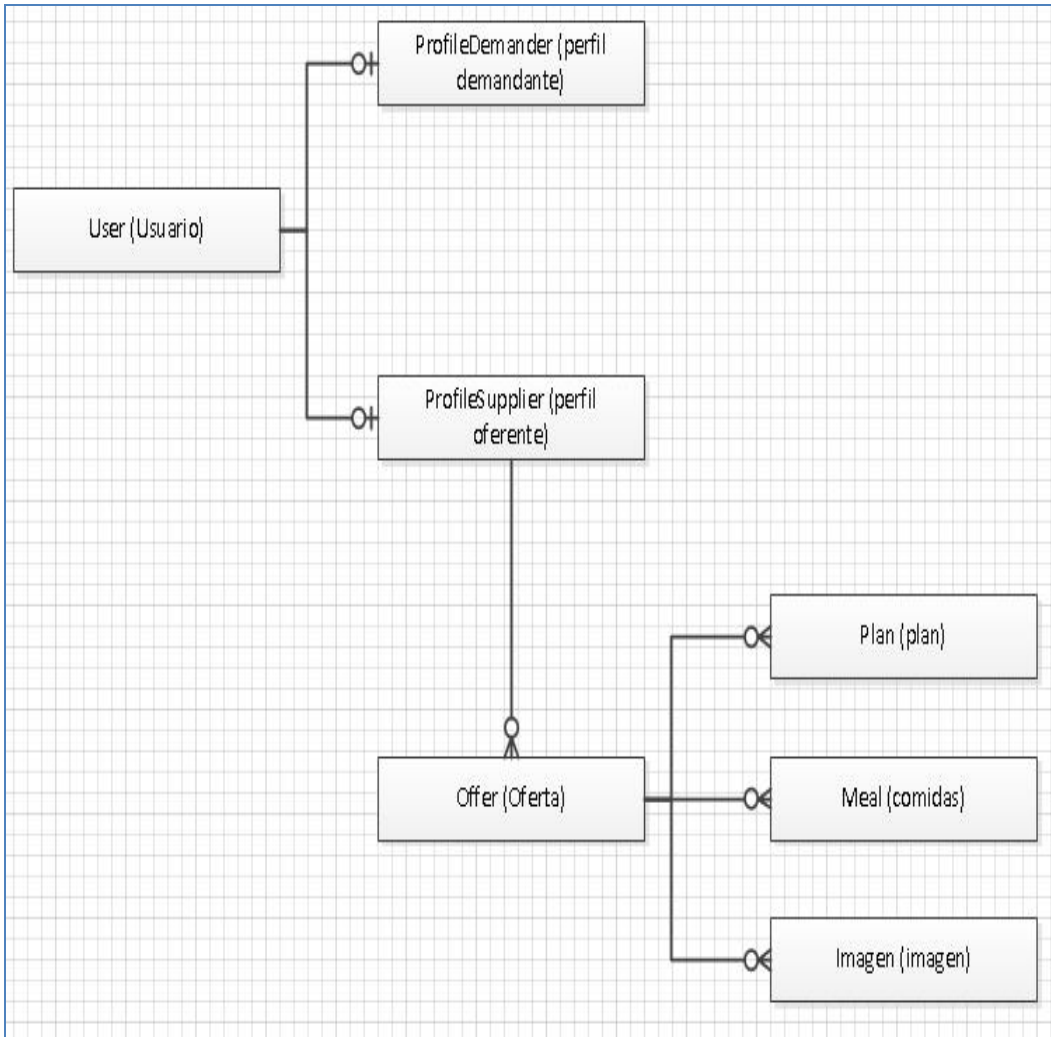 ProfileDemander (perfil
demandante)
User (Usuario)
ProfileSupplier (perfil
oferente)
Plan (plan)
Offer (Oferta)
Meal (comidas)
Imagen (imagen)